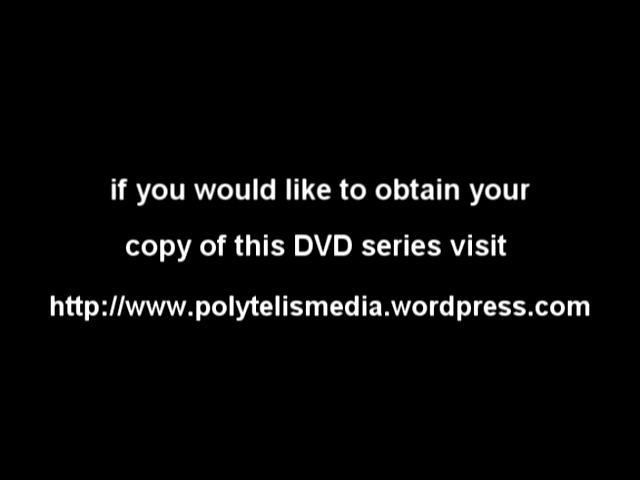 if you would like to obtain your
copy of this DVD series visit
http://www.polytelismedia.wordpress.com